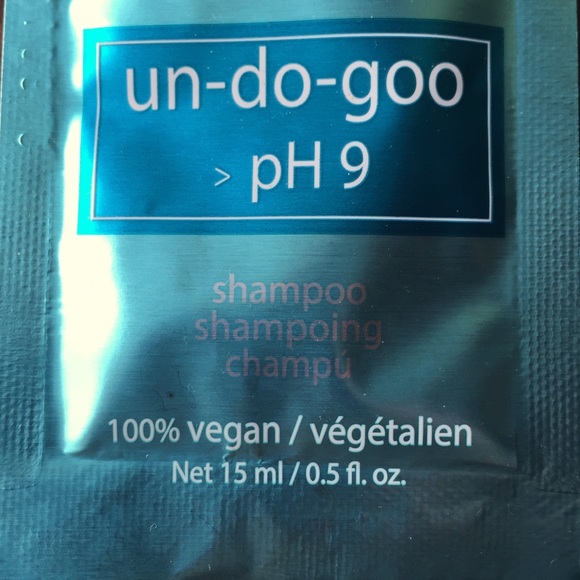 un-do-goo
> pH 9
shampoo
shampoing
champú
100% vegan / végétalien
Net 15 ml / 0.5 fl. oz.